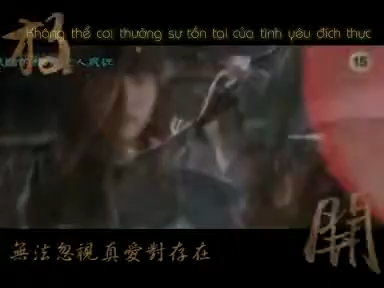 Không thể coi thường sự tồn tại của tình yêu đích thực
15
無法忽視真愛對存在
開